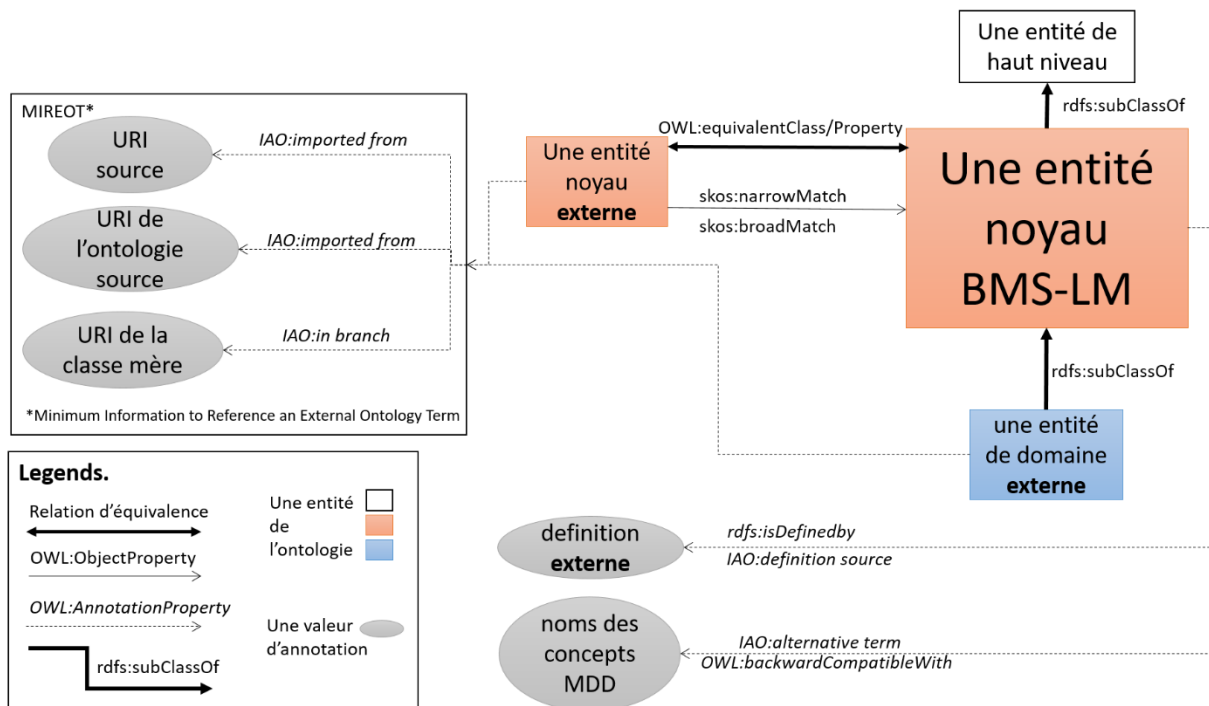 Une entité de
haut niveau
rdfs:subClassOf
MIREOT*
URI
source
IAO:imported from
URI de
l'ontologie
source
IAO:imported from
URI de la
classe mère
IAO:in branch
*Minimum Information to Reference an External Ontology Term
Une entité
noyau
externe
OWL:equivalentClass/Property
skos:narrowMatch
skos:broadMatch
Une entité
noyau
BMS-LM
rdfs:subClassOf
une entité
de domaine
externe
Legends.
Relation d'équivalence
OWL:ObjectProperty
OWL:AnnotationProperty
rdfs:subClassOf
Une entité
de
l'ontologie
Une valeur
d'annotation
definition
externe
rdfs:isDefinedby
IAO:definition source
noms des
concepts
MDD
IAO:alternative term
OWL:backwardCompatibleWith